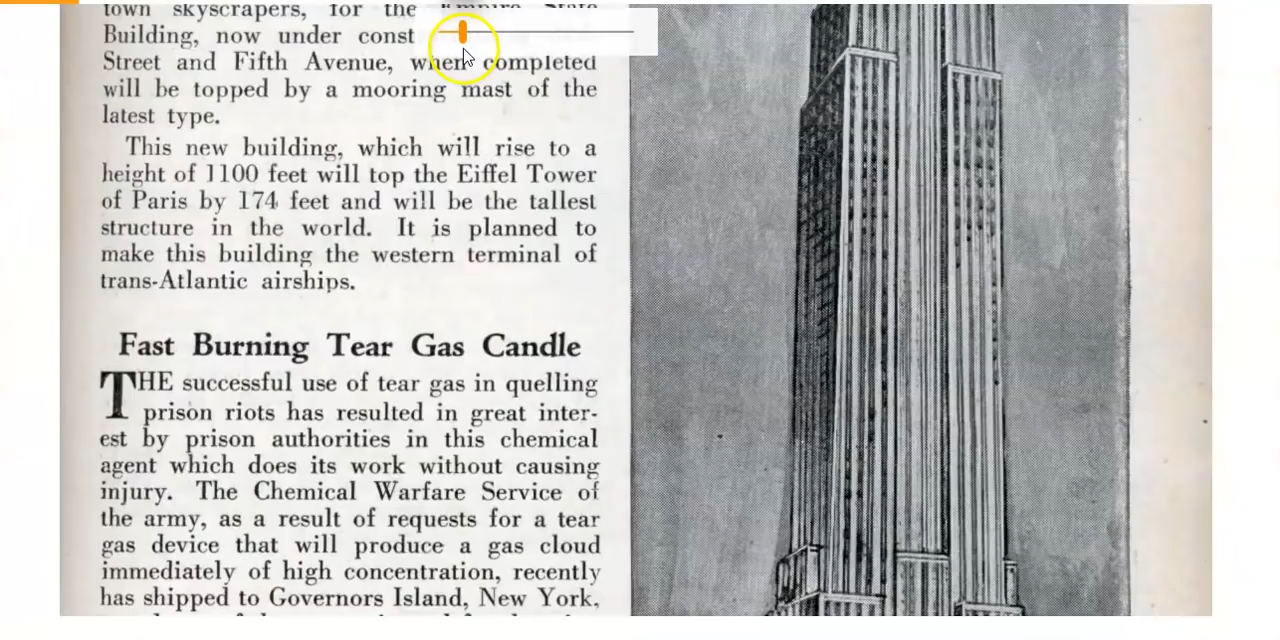 town skyscrapers, for the Empire State
Building, now under const
Street and Fifth Avenue, when completed
will be topped by a mooring mast of the
latest type.
This new building, which will rise to a
height of 1100 feet will top the Eiffel Tower
of Paris by 174 feet and will be the tallest
structure in the world. It is planned to
make this building the western terminal of
trans-Atlantic airships.
Fast Burning Tear Gas Candle
THE successful use of tear gas in quelling
prison riots has resulted in great inter-
est by prison authorities in this chemical
agent which does its work without causing
injury. The Chemical Warfare Service of
the army, as a result of requests for a tear
gas device that will produce a gas cloud
immediately of high concentration, recently
has shipped to Governors Island, New York,